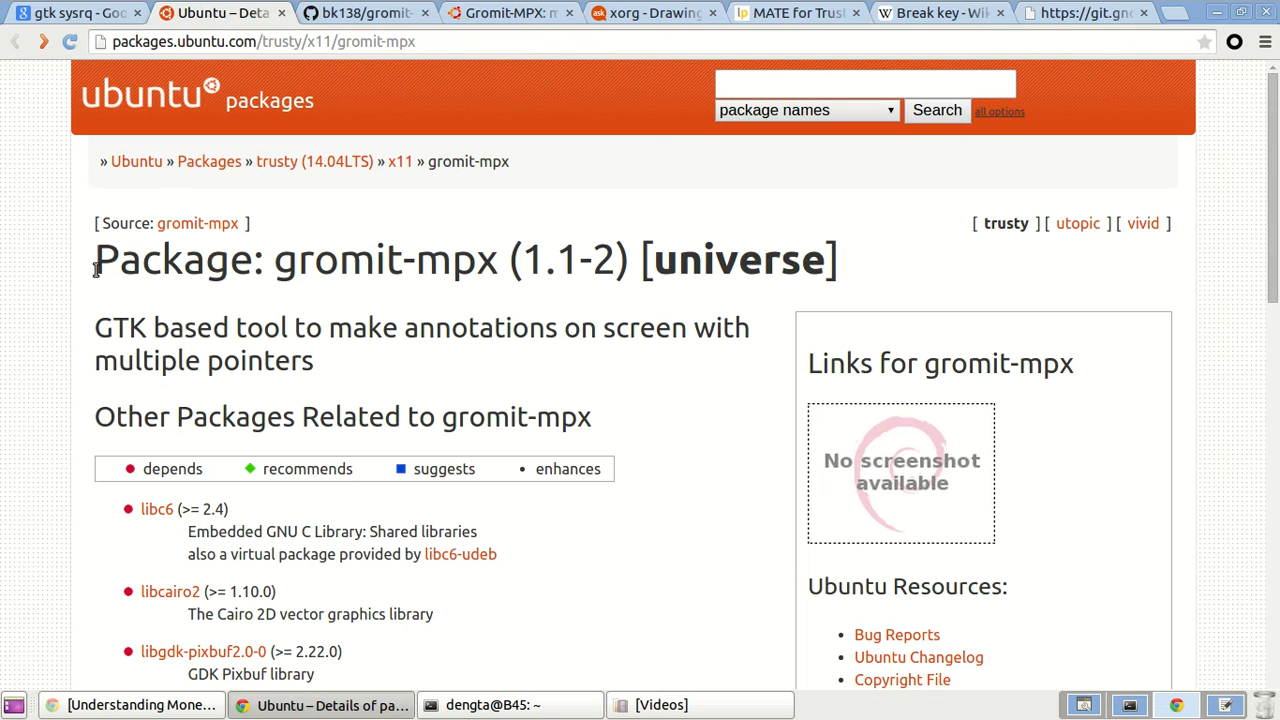 gtk sysrq - Goo
Ubuntu – Deta
bk138/gromit-
Gromit-MPX: m
xorg - Drawing
MATE for Trus
Break key - Wik
https://git.gno
packages.ubuntu.com/trusty/x11/gromit-mpx
ubuntu packages
package names
Search
all options
» Ubuntu » Packages » trusty (14.04LTS) » x11 » gromit-mpx
[ Source: gromit-mpx ]
[ trusty ] [ utopic ] [ vivid ]
Package: gromit-mpx (1.1-2) [universe]
GTK based tool to make annotations on screen with
multiple pointers
Other Packages Related to gromit-mpx
depends
recommends
suggests
enhances
libc6 (>= 2.4)
Embedded GNU C Library: Shared libraries
also a virtual package provided by libc6-udeb
libcairo2 (>= 1.10.0)
The Cairo 2D vector graphics library
libgdk-pixbuf2.0-0 (>= 2.22.0)
GDK Pixbuf library
Links for gromit-mpx
No screenshot
available
Ubuntu Resources:
Bug Reports
Ubuntu Changelog
Copyright File
[Understanding Mone...
Ubuntu – Details of pa...
dengta@B45: ~
[Videos]